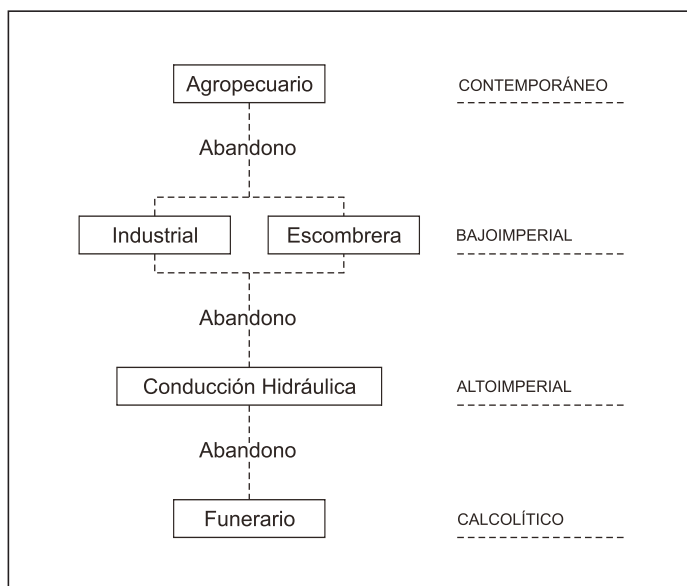 Agropecuario CONTEMPORÁNEO
Abandono
Industrial Escombrera BAJOIMPERIAL
Abandono
Conducción Hidráulica ALTOIMPERIAL
Abandono
Funerario CALCOLÍTICO